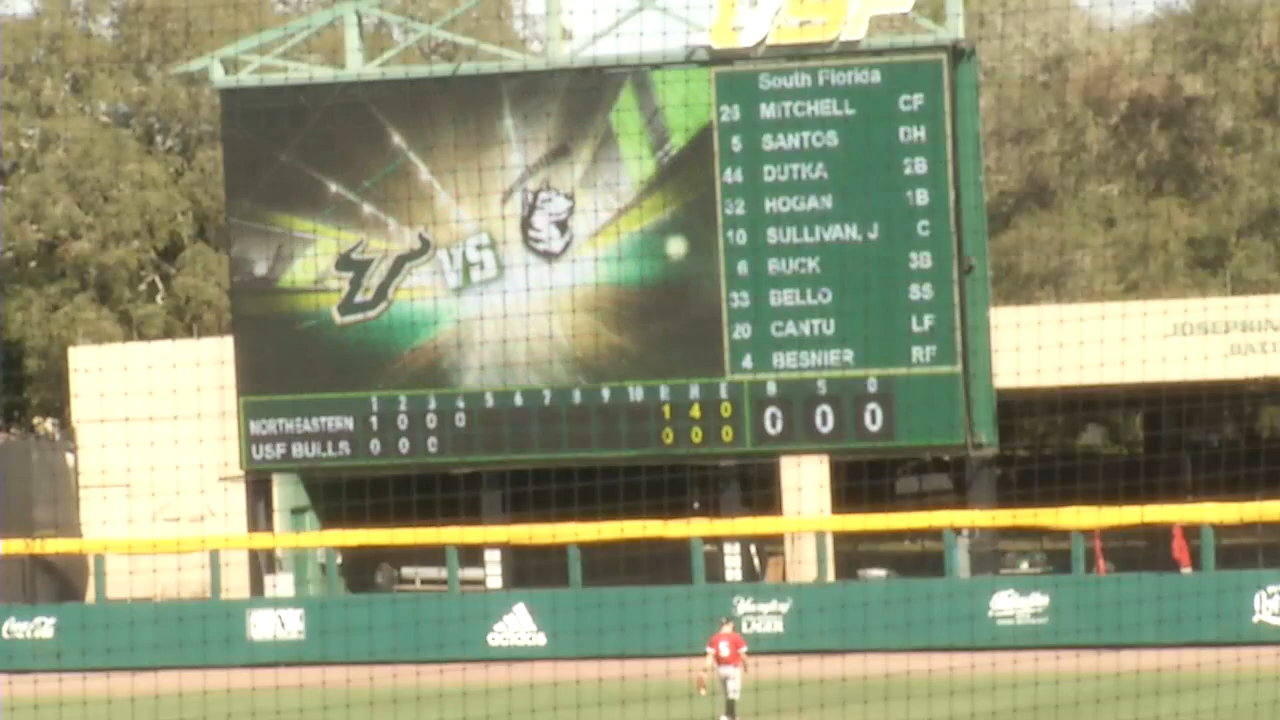 USF
South Florida
26 MITCHELL CF
5 SANTOS DH
44 DUTKA 2B
32 HOGAN 1B
10 SULLIVAN, J C
6 BUCK 3B
33 BELLO SS
20 CANTU LF
4 BESNIER RF
VS
1 2 3 4 5 6 7 8 9 10 R H E B S O
NORTHEASTERN 1 0 0 0 1 4 0 0 0 0
USF BULLS 0 0 0 0 0 0
JOSEPHIN
BATI
Coca-Cola
adidas
Yuengling
LAGER
5